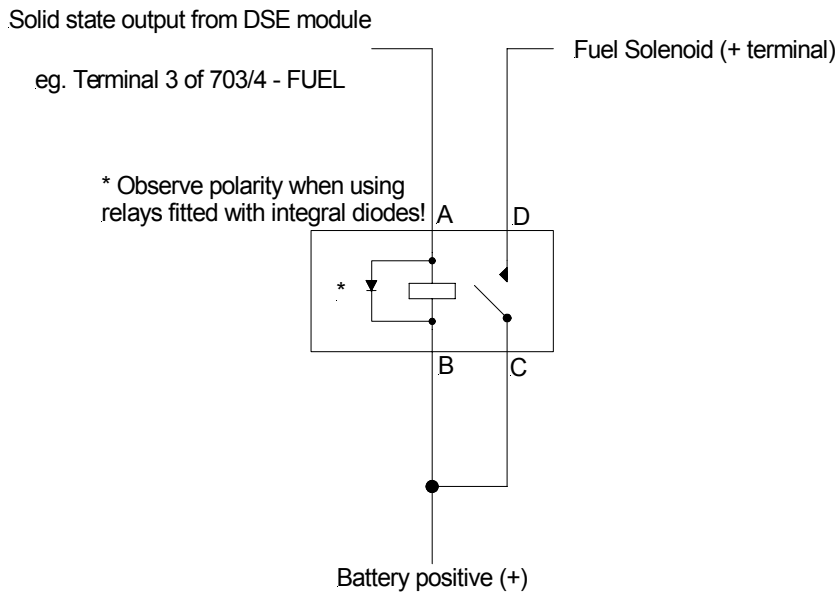 Solid state output from DSE module
Fuel Solenoid (+ terminal)
eg. Terminal 3 of 703/4 - FUEL
* Observe polarity when using
relays fitted with integral diodes!
A
D
*
B
C
Battery positive (+)